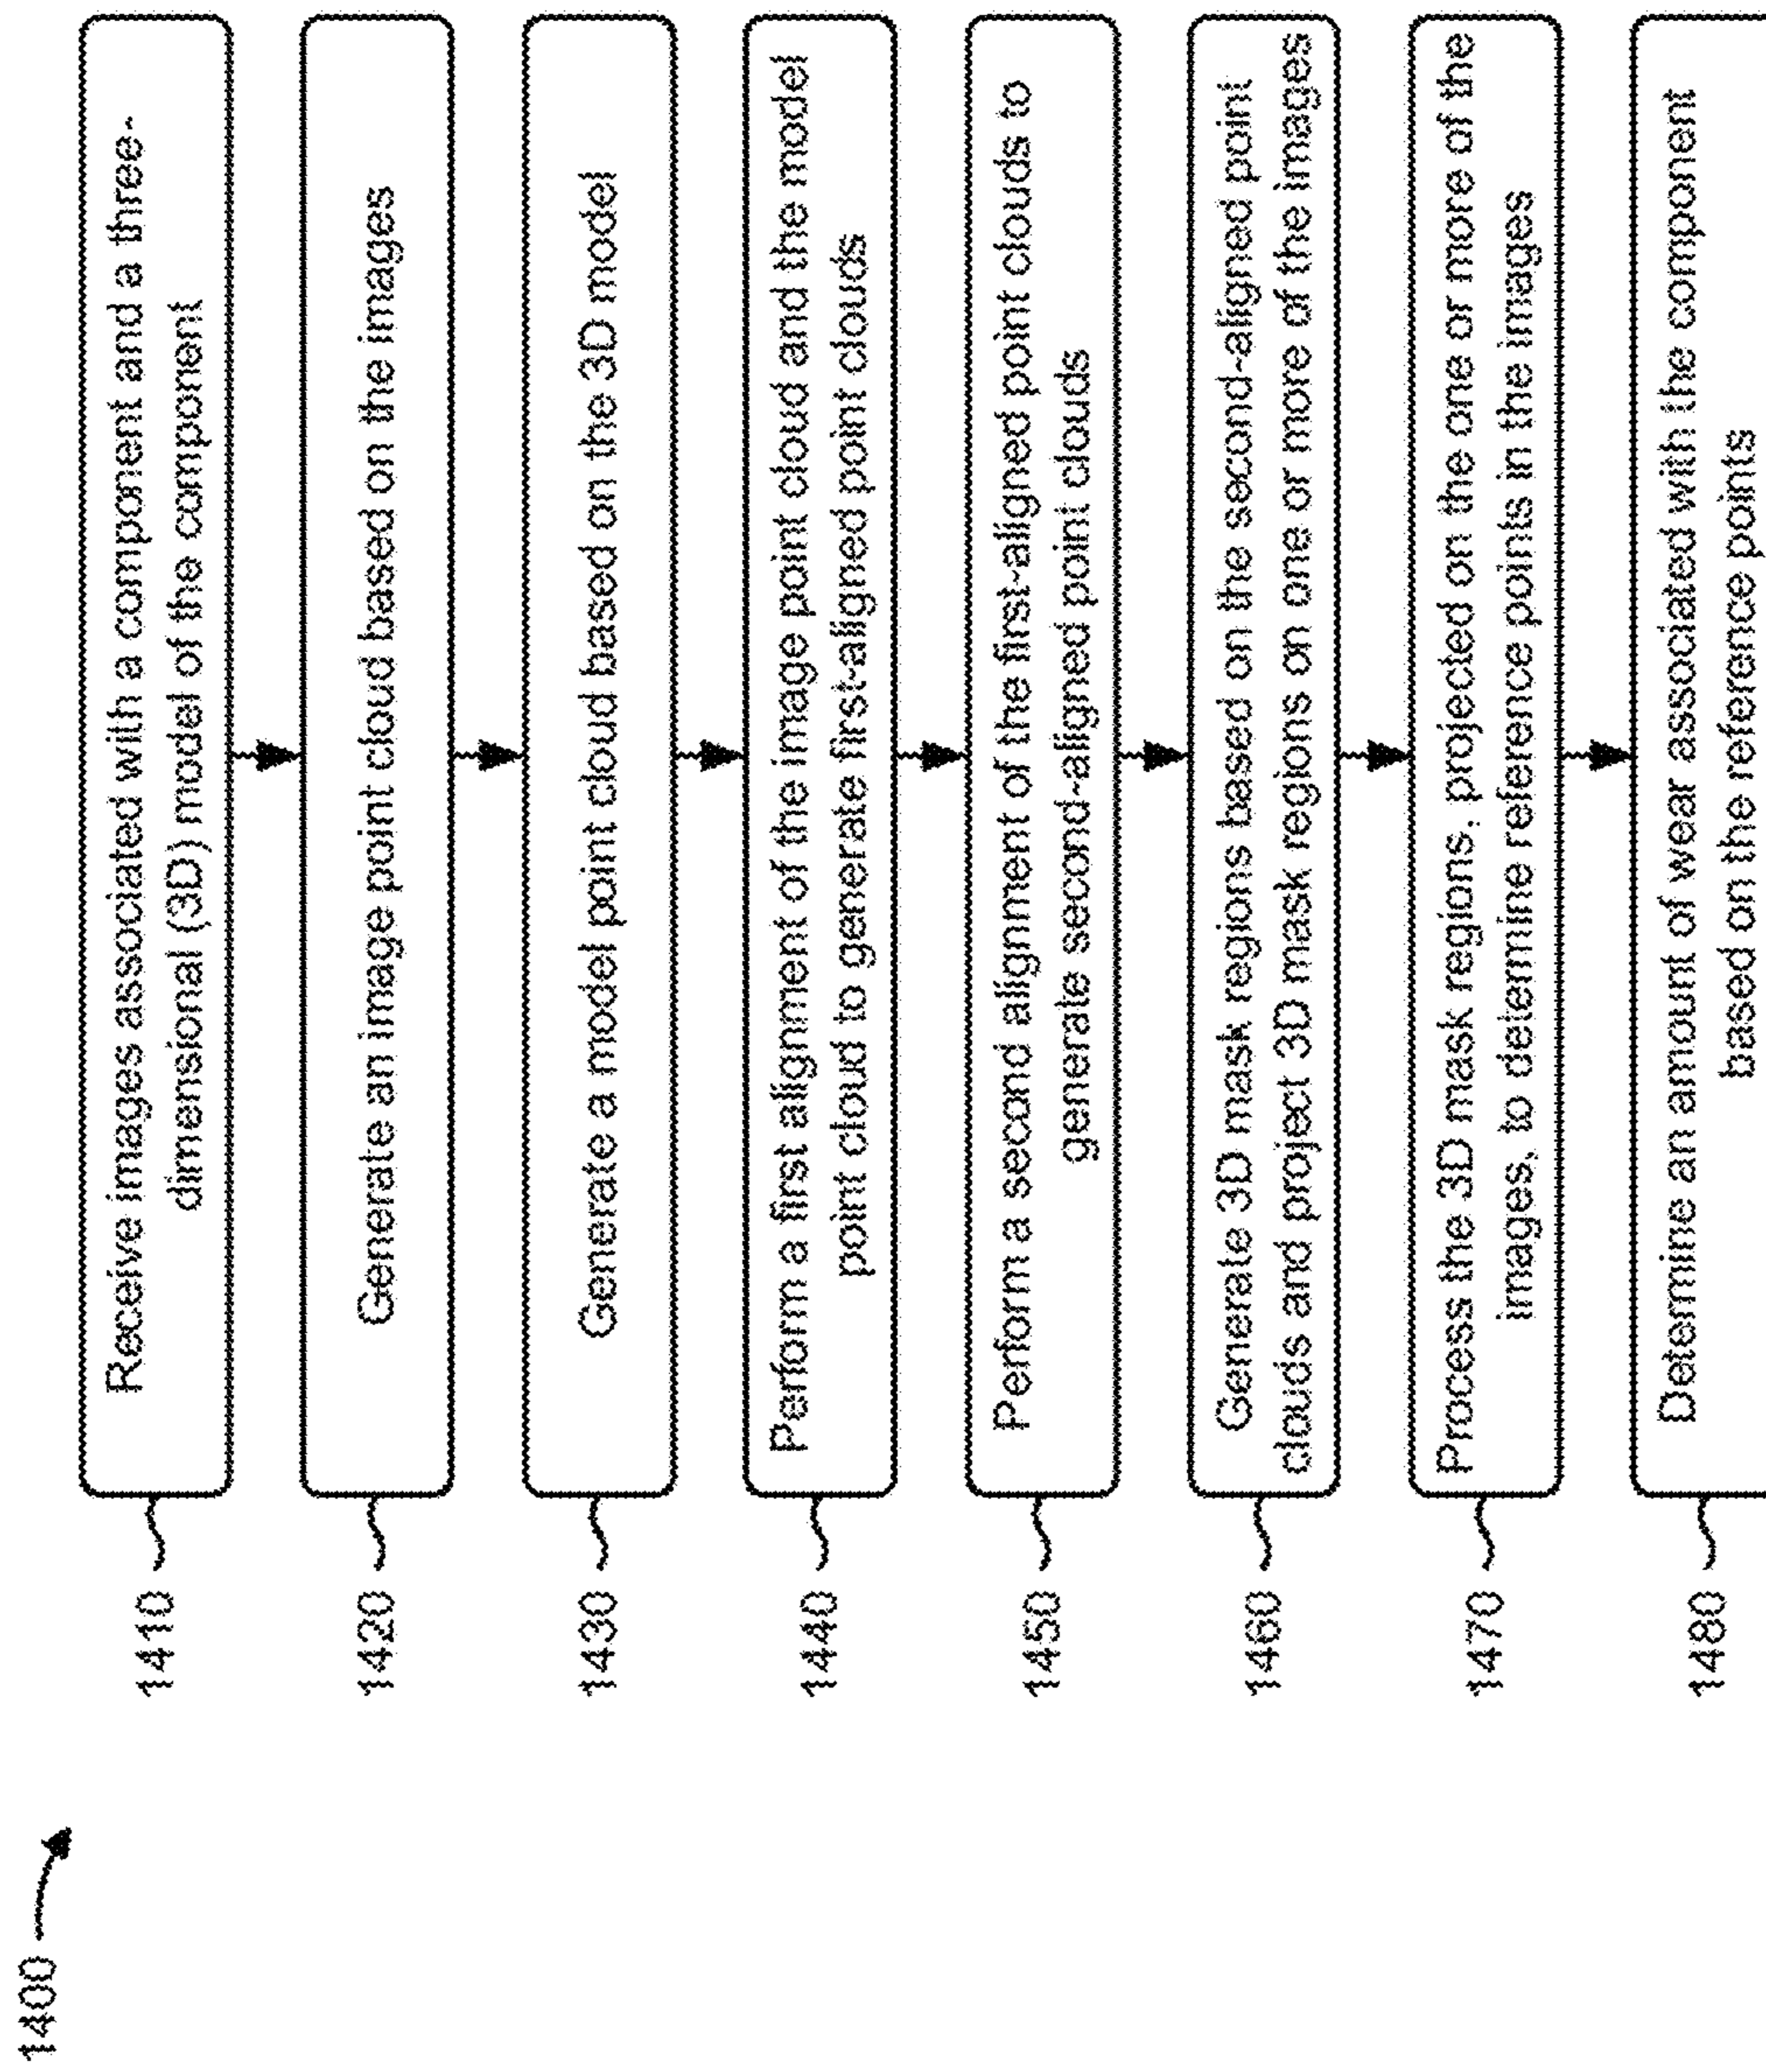 1400
1410
Receive images associated with a component and a three-
dimensional (3D) model of the component
1420
Generate an image point cloud based on the images
1430
Generate a model point cloud based on the 3D model
1440
Perform a first alignment of the image point cloud and the model
point cloud to generate first-aligned point clouds
1450
Perform a second alignment of the first-aligned point clouds to
generate second-aligned point clouds
1460
Generate 3D mask regions based on the second-aligned point
clouds and project 3D mask regions on one or more of the images
1470
Process the 3D mask regions, projected on the one or more of the
images, to determine reference points in the images
1480
Determine an amount of wear associated with the component
based on the reference points